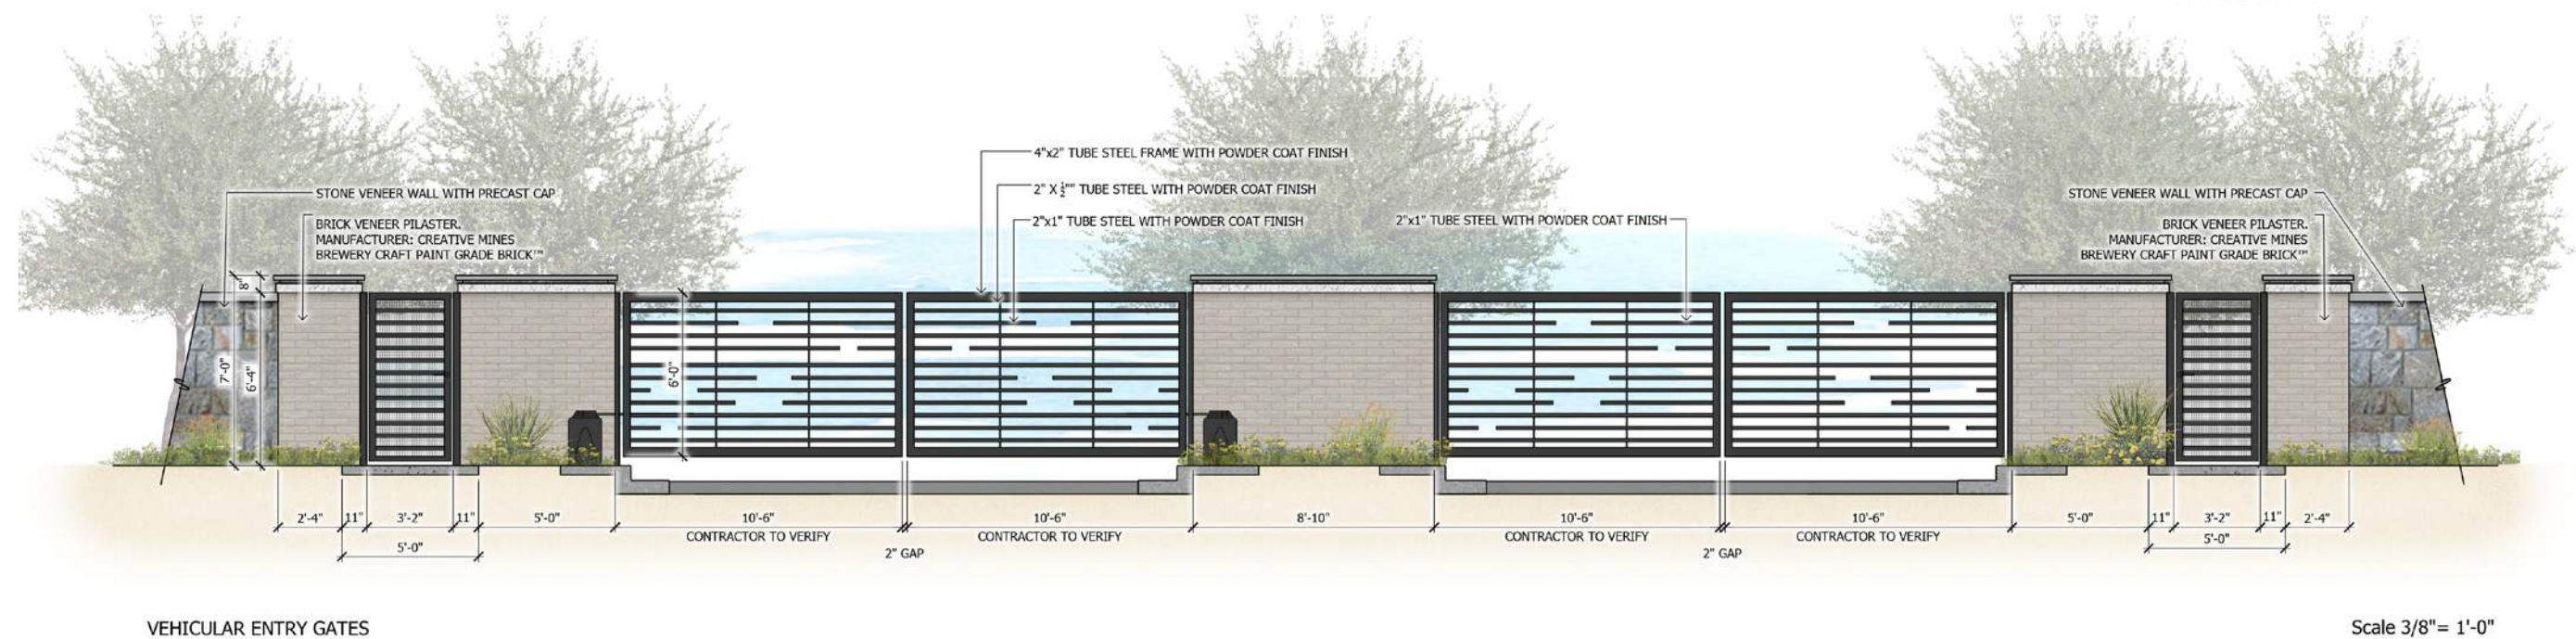 4"x2" TUBE STEEL FRAME WITH POWDER COAT FINISH
STONE VENEER WALL WITH PRECAST CAP
2" X ½"" TUBE STEEL WITH POWDER COAT FINISH
STONE VENEER WALL WITH PRECAST CAP
BRICK VENEER PILASTER.
MANUFACTURER: CREATIVE MINES
BREWERY CRAFT PAINT GRADE BRICK™
2"x1" TUBE STEEL WITH POWDER COAT FINISH
2"x1" TUBE STEEL WITH POWDER COAT FINISH
BRICK VENEER PILASTER.
MANUFACTURER: CREATIVE MINES
BREWERY CRAFT PAINT GRADE BRICK™
8"
7'-0"
6'-4"
6'-0"
2'-4"
11"
3'-2"
11"
5'-0"
10'-6"
10'-6"
8'-10"
10'-6"
10'-6"
5'-0"
11"
3'-2"
11"
2'-4"
CONTRACTOR TO VERIFY
CONTRACTOR TO VERIFY
CONTRACTOR TO VERIFY
CONTRACTOR TO VERIFY
5'-0"
2" GAP
2" GAP
5'-0"
VEHICULAR ENTRY GATES
Scale 3/8"= 1'-0"